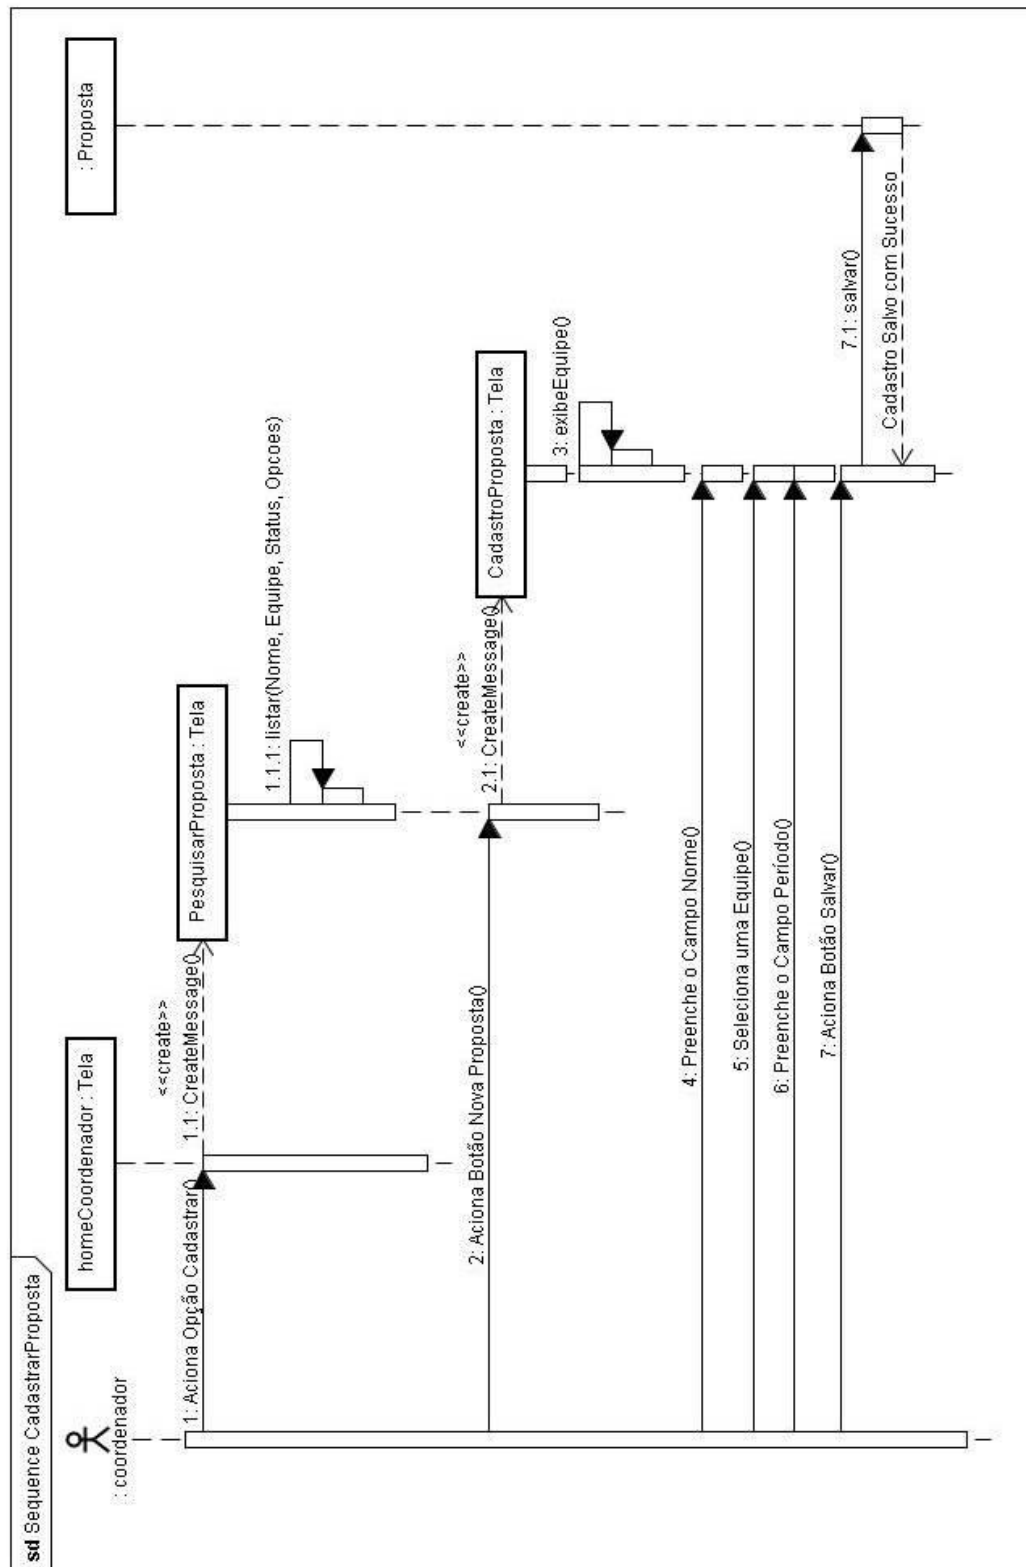 sd Sequence CadastrarProposta
: coordenador
homeCoordenador : Tela
: Proposta
1: Aciona Opção Cadastrar()
<<create>>
1.1: CreateMessage()
PesquisarProposta : Tela
1.1.1: listar(Nome, Equipe, Status, Opcoes)
2: Aciona Botão Nova Proposta()
<<create>>
2.1: CreateMessage()
CadastroProposta : Tela
3: exibeEquipe()
4: Preenche o Campo Nome()
5: Seleciona uma Equipe()
6: Preenche o Campo Período()
7: Aciona Botão Salvar()
7.1: salvar()
Cadastro Salvo com Sucesso